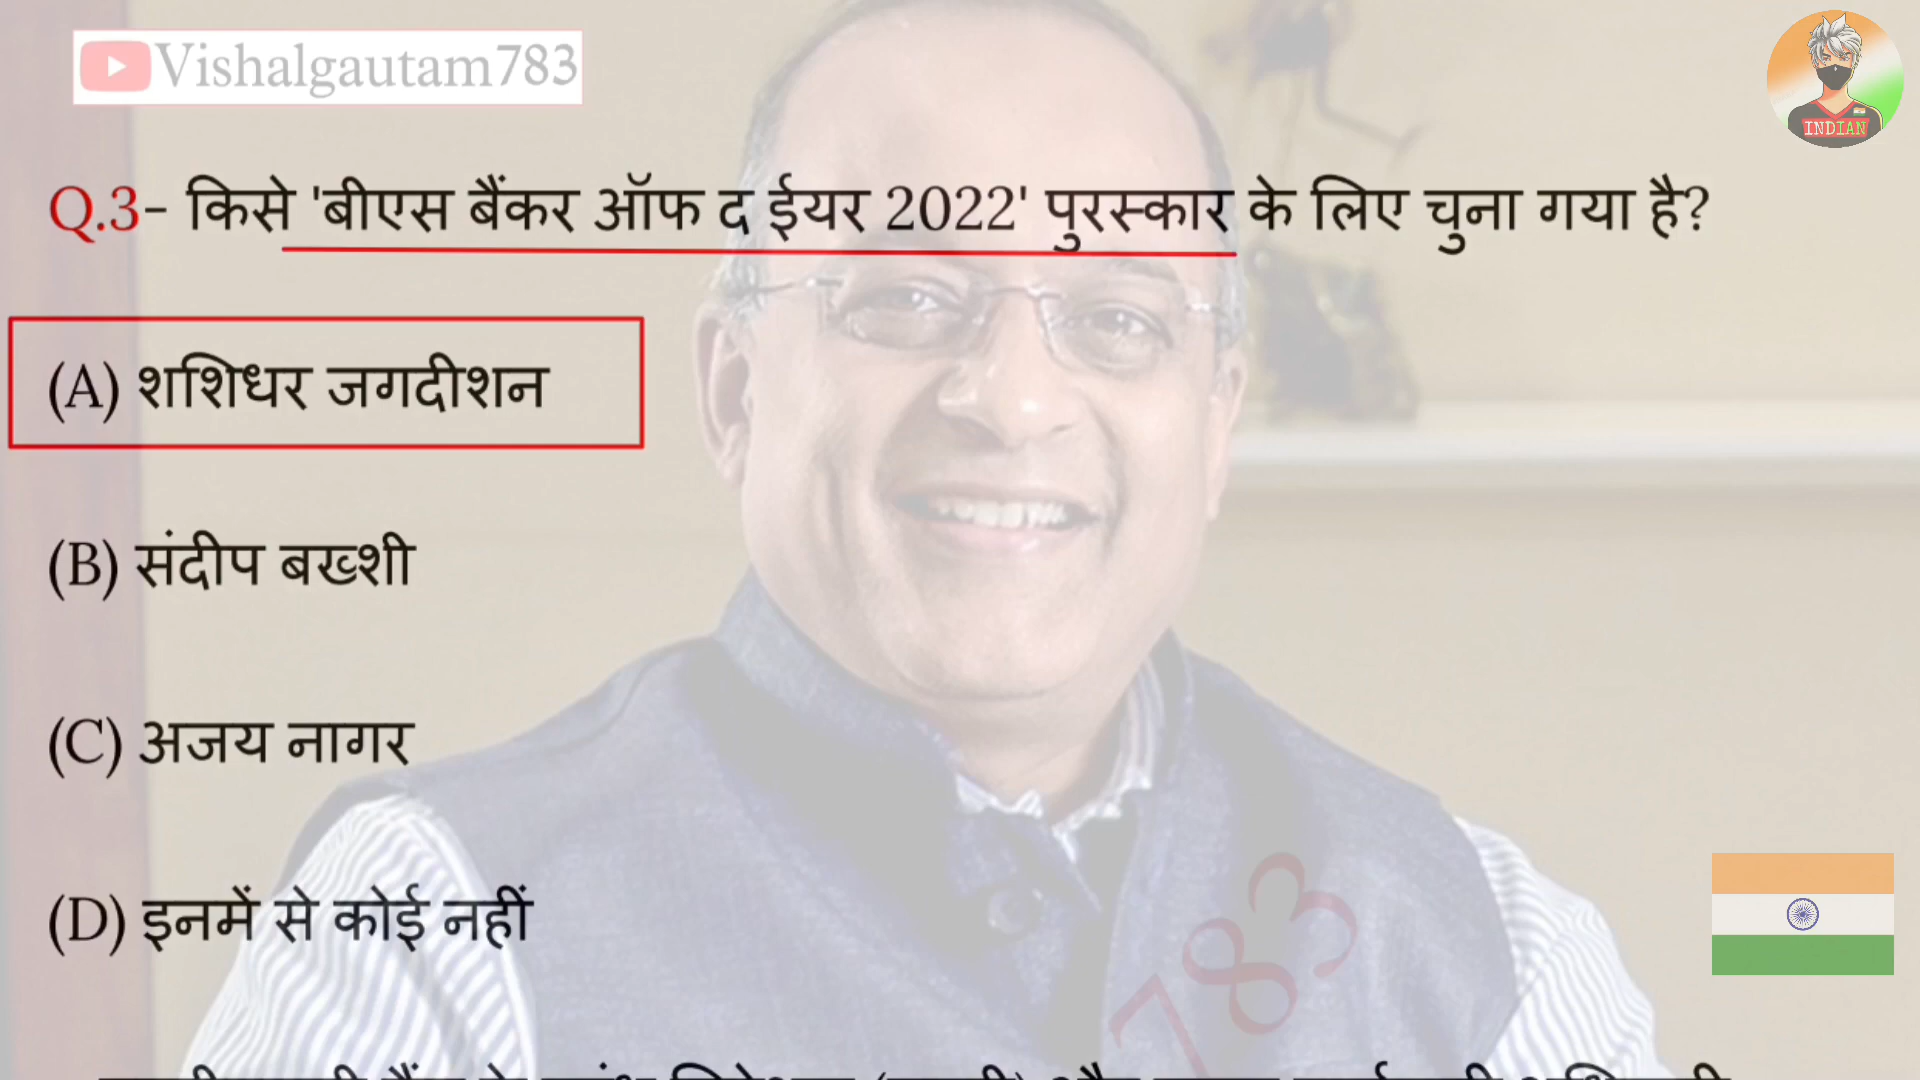 Vishalgautam783
INDIAN
Q.3- किसे 'बीएस बैंकर ऑफ द ईयर 2022' पुरस्कार के लिए चुना गया है?
(A) शशिधर जगदीशन
(B) संदीप बख्शी
(C) अजय नागर
(D) इनमें से कोई नहीं
783